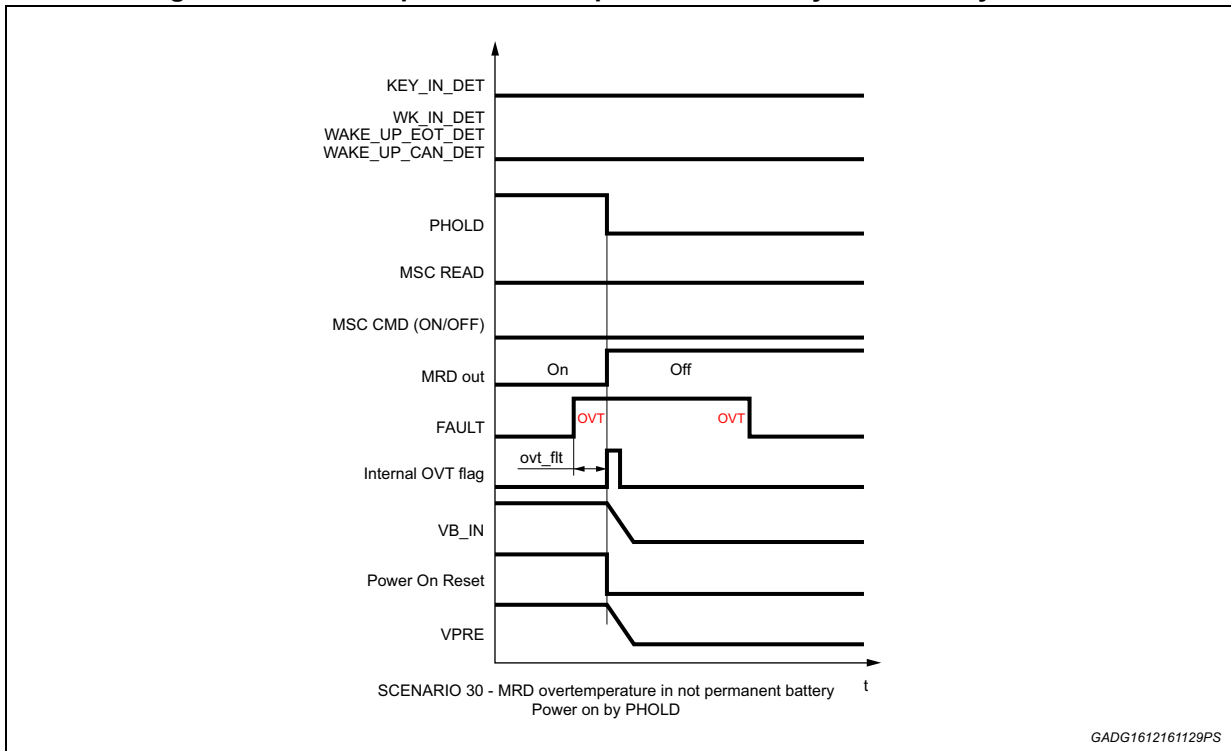 KEY_IN_DET
WK_IN_DET
WAKE_UP_EOT_DET
WAKE_UP_CAN_DET
PHOLD
MSC READ
MSC CMD (ON/OFF)
MRD out
On
Off
FAULT
OVT
OVT
ovt_flt
Internal OVT flag
VB_IN
Power On Reset
VPRE
t
SCENARIO 30 - MRD overtemperature in not permanent battery
Power on by PHOLD
GADG1612161129PS